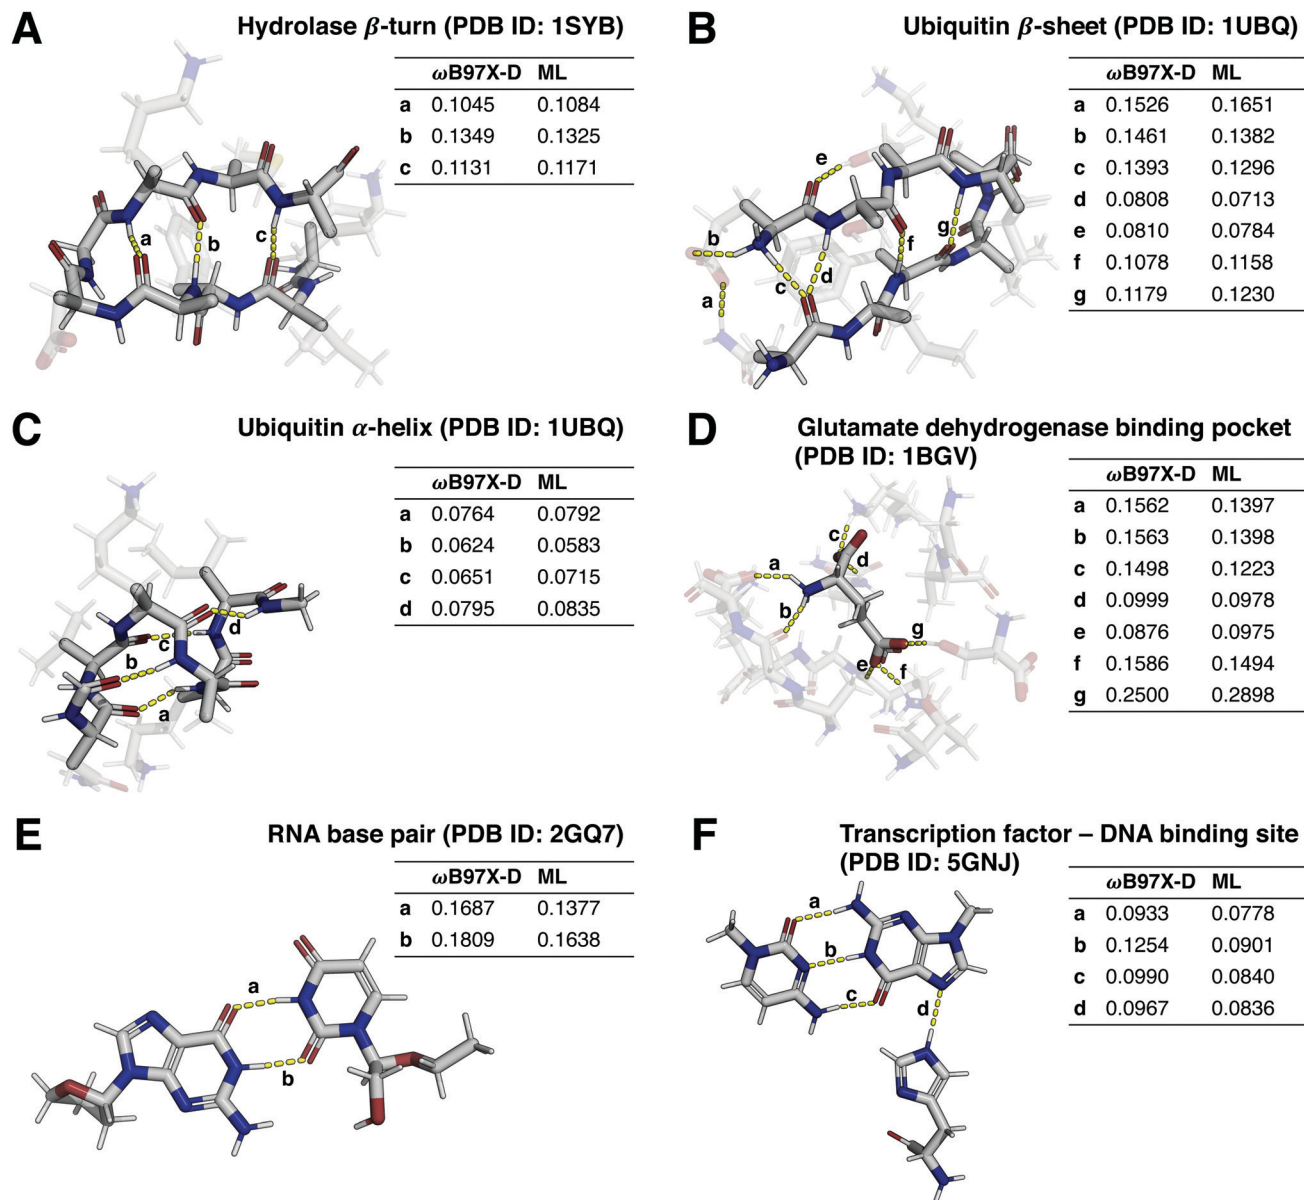 A
Hydrolase β-turn (PDB ID: 1SYB)
ωB97X-D ML
a 0.1045 0.1084
b 0.1349 0.1325
c 0.1131 0.1171
a
b
c
B
Ubiquitin β-sheet (PDB ID: 1UBQ)
ωB97X-D ML
a 0.1526 0.1651
b 0.1461 0.1382
c 0.1393 0.1296
d 0.0808 0.0713
e 0.0810 0.0784
f 0.1078 0.1158
g 0.1179 0.1230
e
b
g
f
d
c
a
C
Ubiquitin α-helix (PDB ID: 1UBQ)
ωB97X-D ML
a 0.0764 0.0792
b 0.0624 0.0583
c 0.0651 0.0715
d 0.0795 0.0835
d
c
b
a
D
Glutamate dehydrogenase binding pocket
(PDB ID: 1BGV)
ωB97X-D ML
a 0.1562 0.1397
b 0.1563 0.1398
c 0.1498 0.1223
d 0.0999 0.0978
e 0.0876 0.0975
f 0.1586 0.1494
g 0.2500 0.2898
c
d
a
b
g
e
f
E
RNA base pair (PDB ID: 2GQ7)
ωB97X-D ML
a 0.1687 0.1377
b 0.1809 0.1638
a
b
F
Transcription factor – DNA binding site
(PDB ID: 5GNJ)
ωB97X-D ML
a 0.0933 0.0778
b 0.1254 0.0901
c 0.0990 0.0840
d 0.0967 0.0836
a
b
c
d